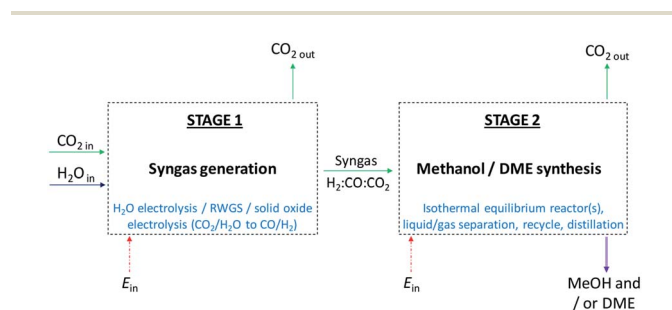 CO₂ out
CO₂ out
STAGE 1
STAGE 2
CO₂ in
Syngas generation
Syngas
Methanol / DME synthesis
H₂O in
H₂:CO:CO₂
H₂O electrolysis / RWGS / solid oxide
electrolysis (CO₂/H₂O to CO/H₂)
Isothermal equilibrium reactor(s),
liquid/gas separation, recycle, distillation
E in
E in
MeOH and
/ or DME